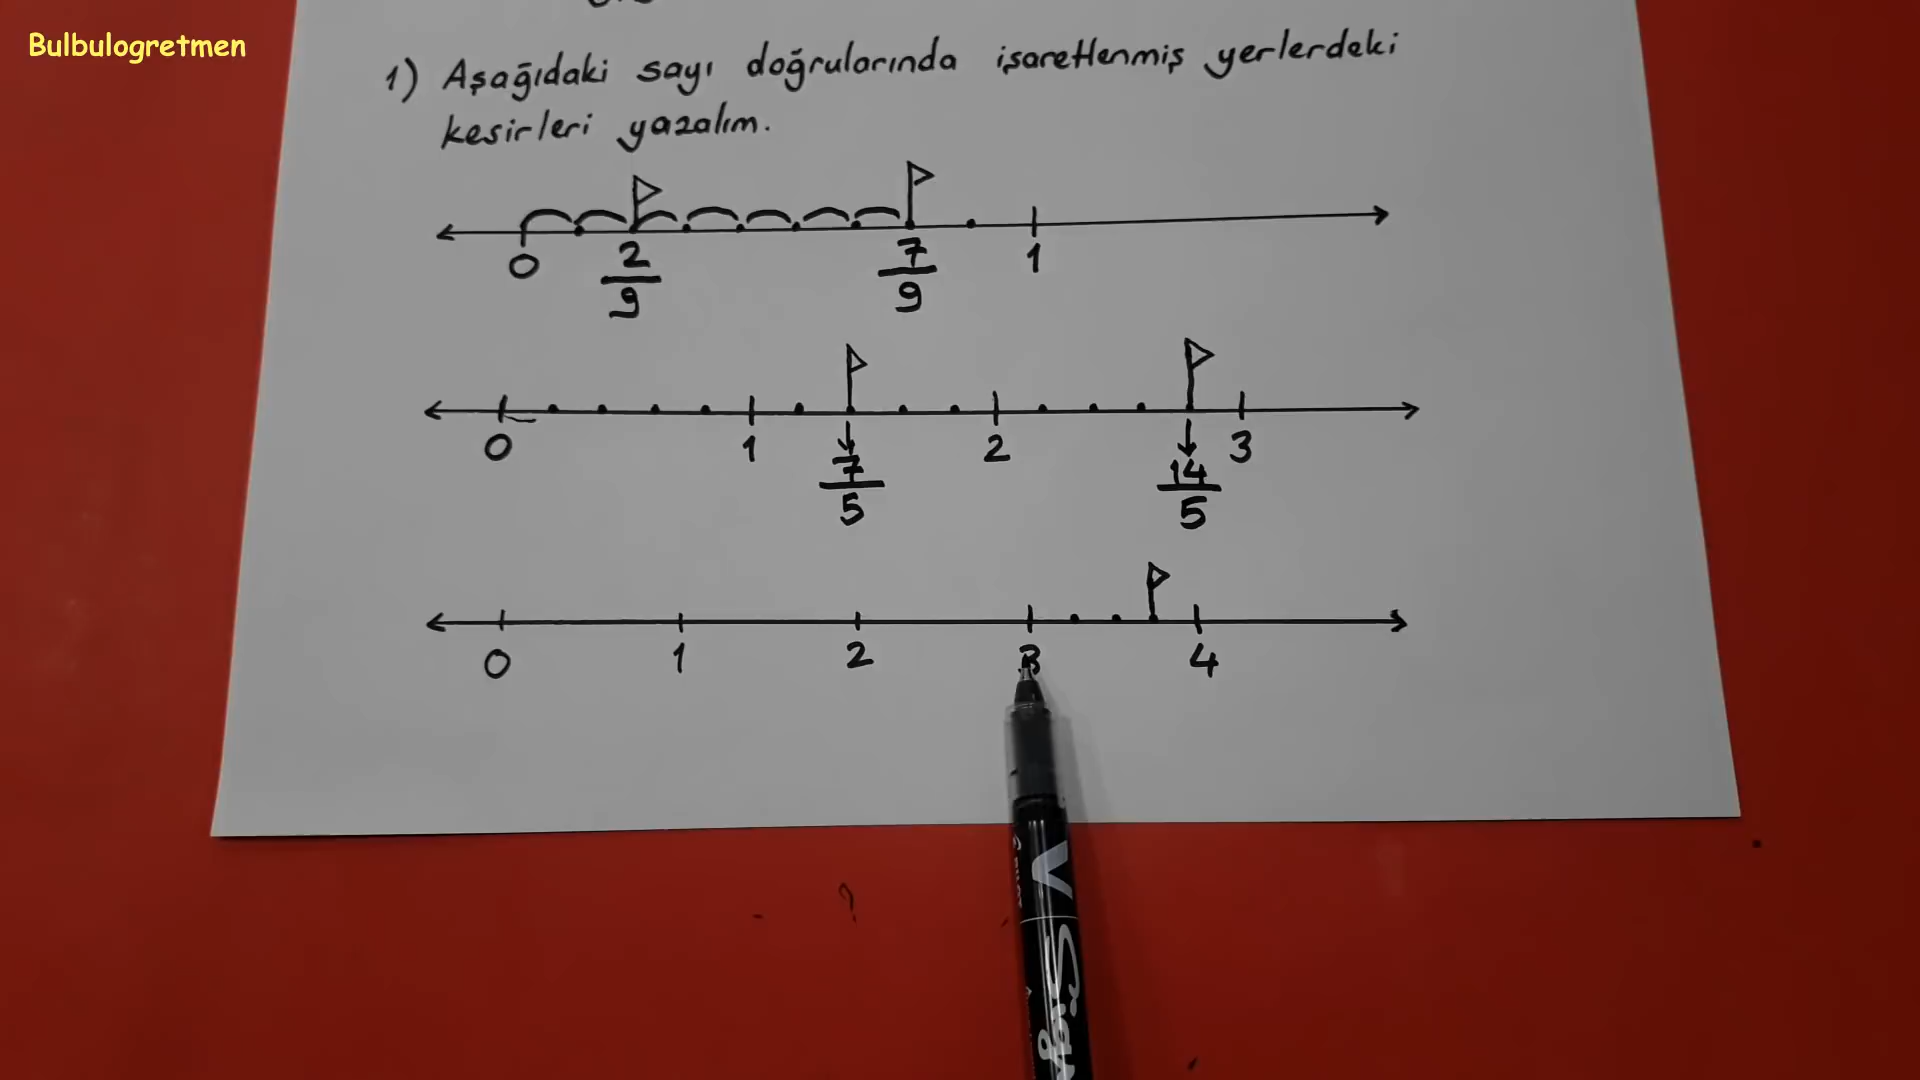 Bulbulogretmen
1) Aşağıdaki sayı doğrularında işaretlenmiş yerlerdeki
kesirleri yazalım.
0 2/9 7/9 1
0 1 7/5 2 14/5 3
0 1 2 3 4
V Sign